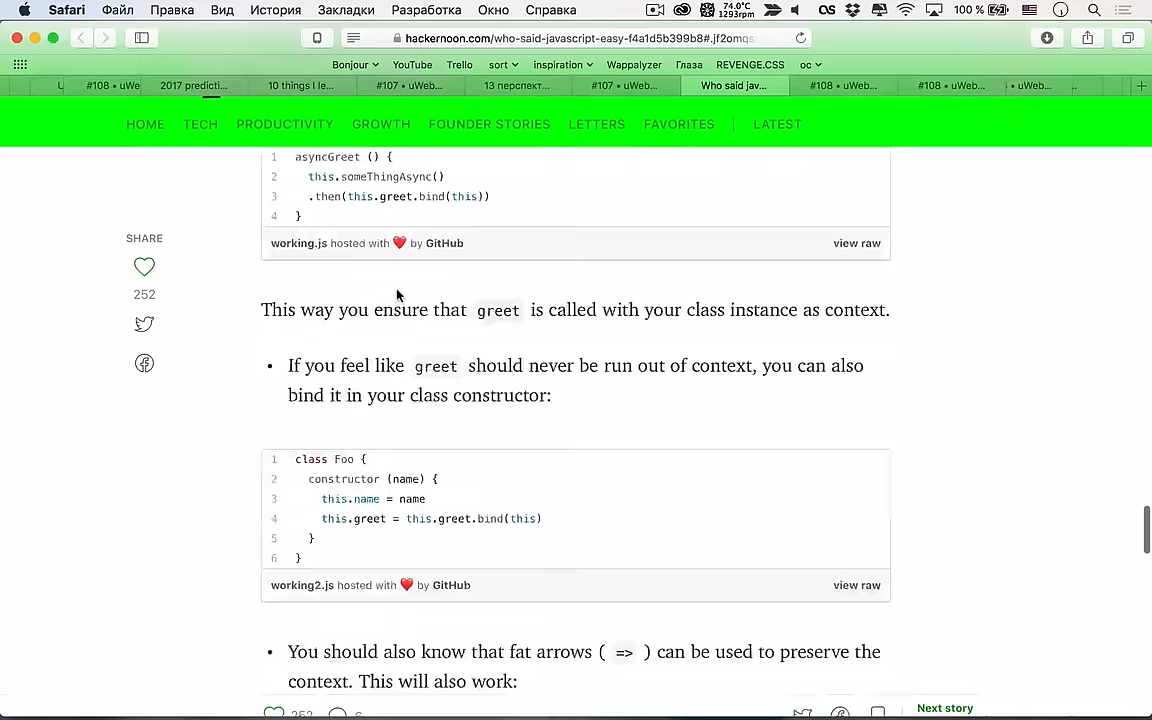 Safari Файл Правка Вид История Закладки Разработка Окно Справка 74.0°C 1293rpm 100 %
hackernoon.com/who-said-javascript-easy-f4a1d5b399b8#.jf2omqs
Bonjour YouTube Trello sort inspiration Wappalyzer Глаза REVENGE.CSS oc
#108 • uWe 2017 predicti... 10 things I le... #107 • uWeb... 13 перспект... #107 • uWeb... Who said jav... #108 • uWeb... #108 • uWeb... • uWeb...
HOME TECH PRODUCTIVITY GROWTH FOUNDER STORIES LETTERS FAVORITES LATEST
1 asyncGreet () {
2 this.someThingAsync()
3 .then(this.greet.bind(this))
4 }
working.js hosted with ❤ by GitHub view raw
SHARE
252
This way you ensure that greet is called with your class instance as context.
• If you feel like greet should never be run out of context, you can also
bind it in your class constructor:
1 class Foo {
2 constructor (name) {
3 this.name = name
4 this.greet = this.greet.bind(this)
5 }
6 }
working2.js hosted with ❤ by GitHub view raw
• You should also know that fat arrows ( => ) can be used to preserve the
context. This will also work:
252 6 Next story